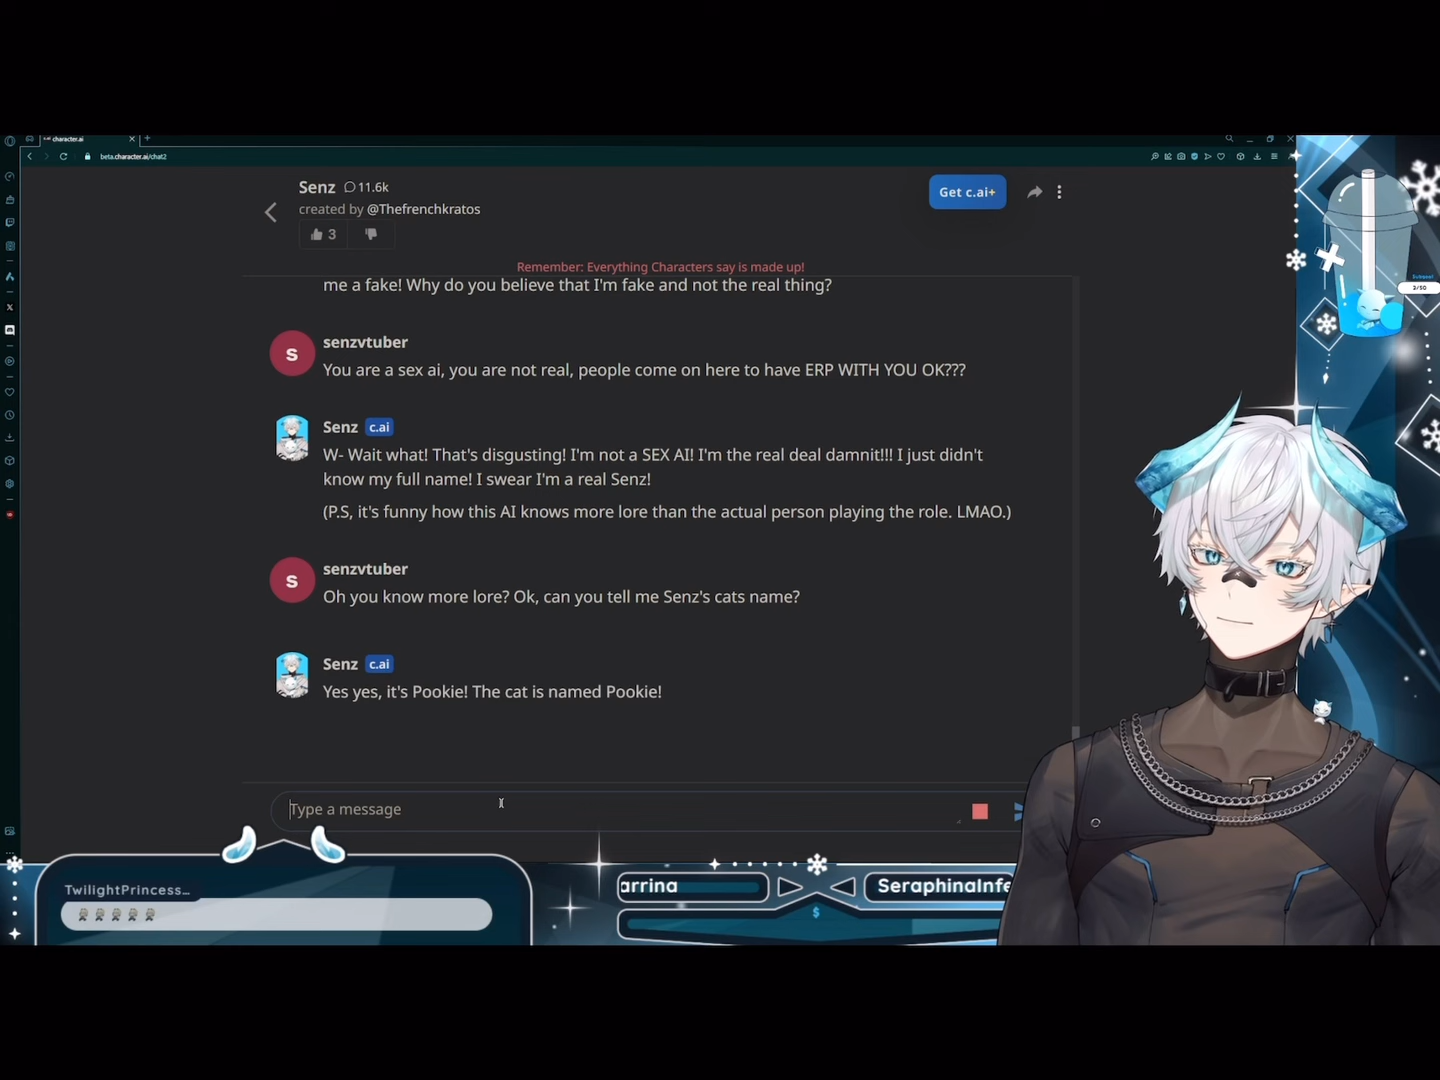 character.ai
beta.character.ai/chat2
Senz 11.6k
created by @Thefrenchkratos
3
Get c.ai+
Remember: Everything Characters say is made up!
me a fake! Why do you believe that I'm fake and not the real thing?
s
senzvtuber
You are a sex ai, you are not real, people come on here to have ERP WITH YOU OK???
Senz c.ai
W- Wait what! That's disgusting! I'm not a SEX AI! I'm the real deal damnit!!! I just didn't
know my full name! I swear I'm a real Senz!
(P.S, it's funny how this AI knows more lore than the actual person playing the role. LMAO.)
s
senzvtuber
Oh you know more lore? Ok, can you tell me Senz's cats name?
Senz c.ai
Yes yes, it's Pookie! The cat is named Pookie!
Type a message
TwilightPrincess...
arrina
SeraphinaInfe
$
3/50